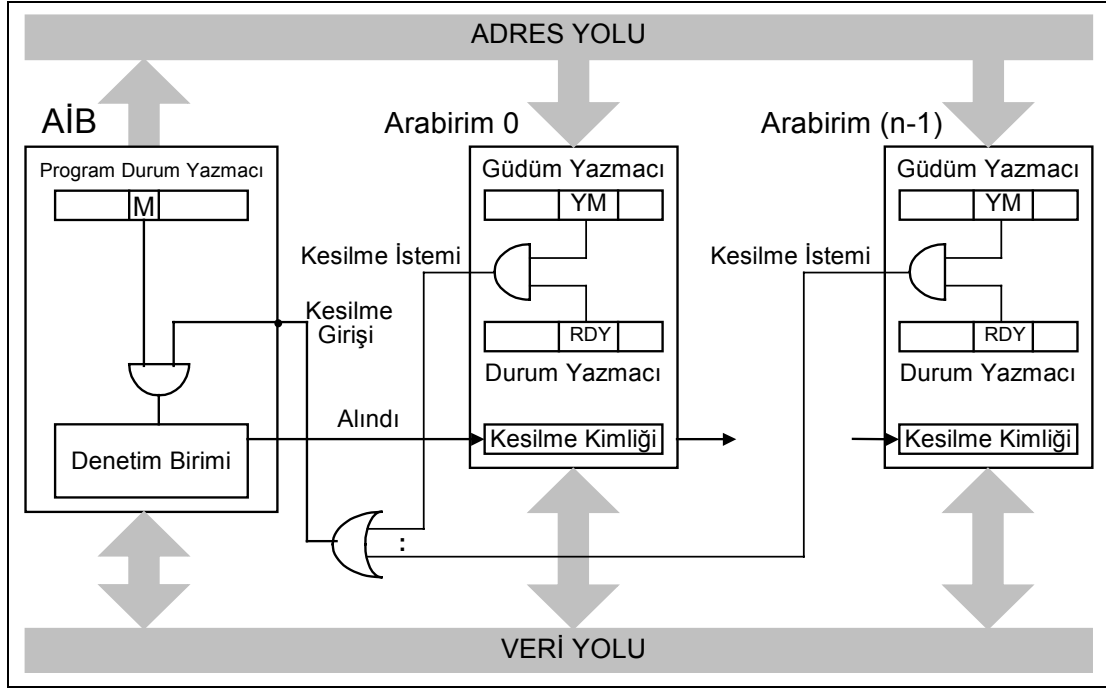 ADRES YOLU
AİB
Arabirim 0
Arabirim (n-1)
Program Durum Yazmacı
M
Güdüm Yazmacı
YM
Kesilme İstemi
RDY
Durum Yazmacı
Kesilme Kimliği
Güdüm Yazmacı
YM
Kesilme İstemi
RDY
Durum Yazmacı
Kesilme Kimliği
Kesilme
Girişi
Alındı
Denetim Birimi
:
VERİ YOLU